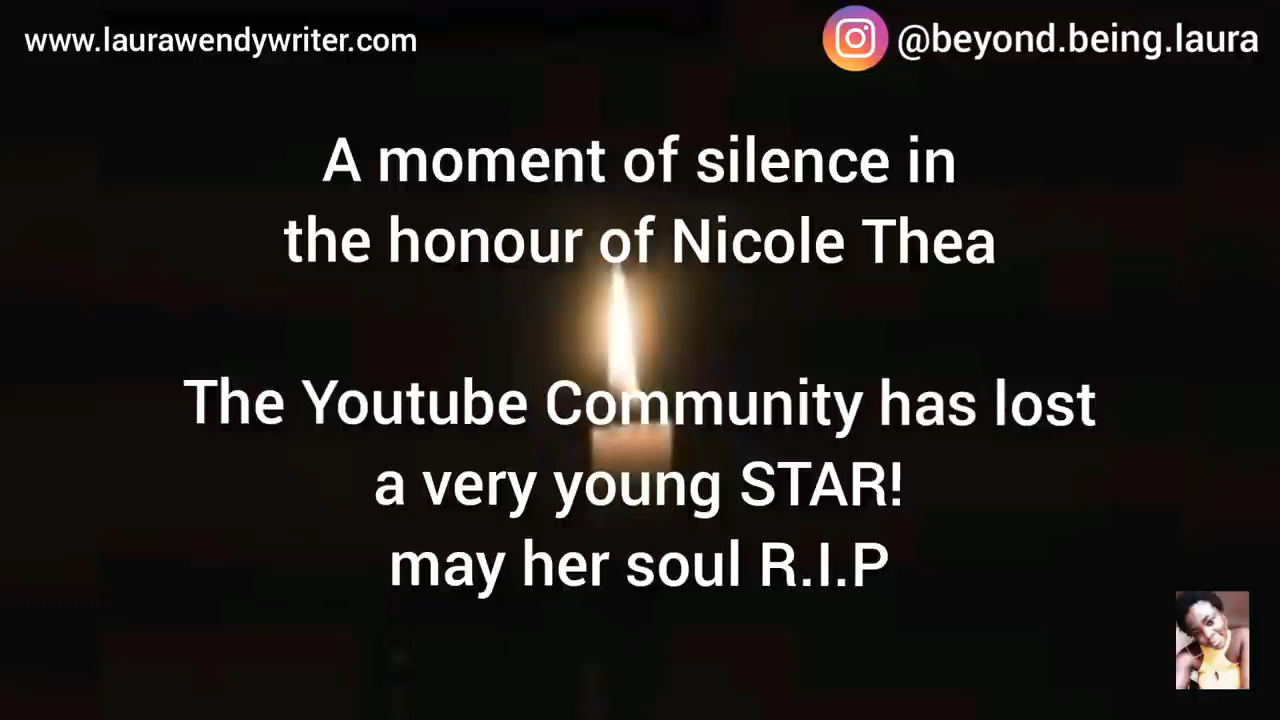 www.laurawendywriter.com
@beyond.being.laura
A moment of silence in
the honour of Nicole Thea
The Youtube Community has lost
a very young STAR!
may her soul R.I.P